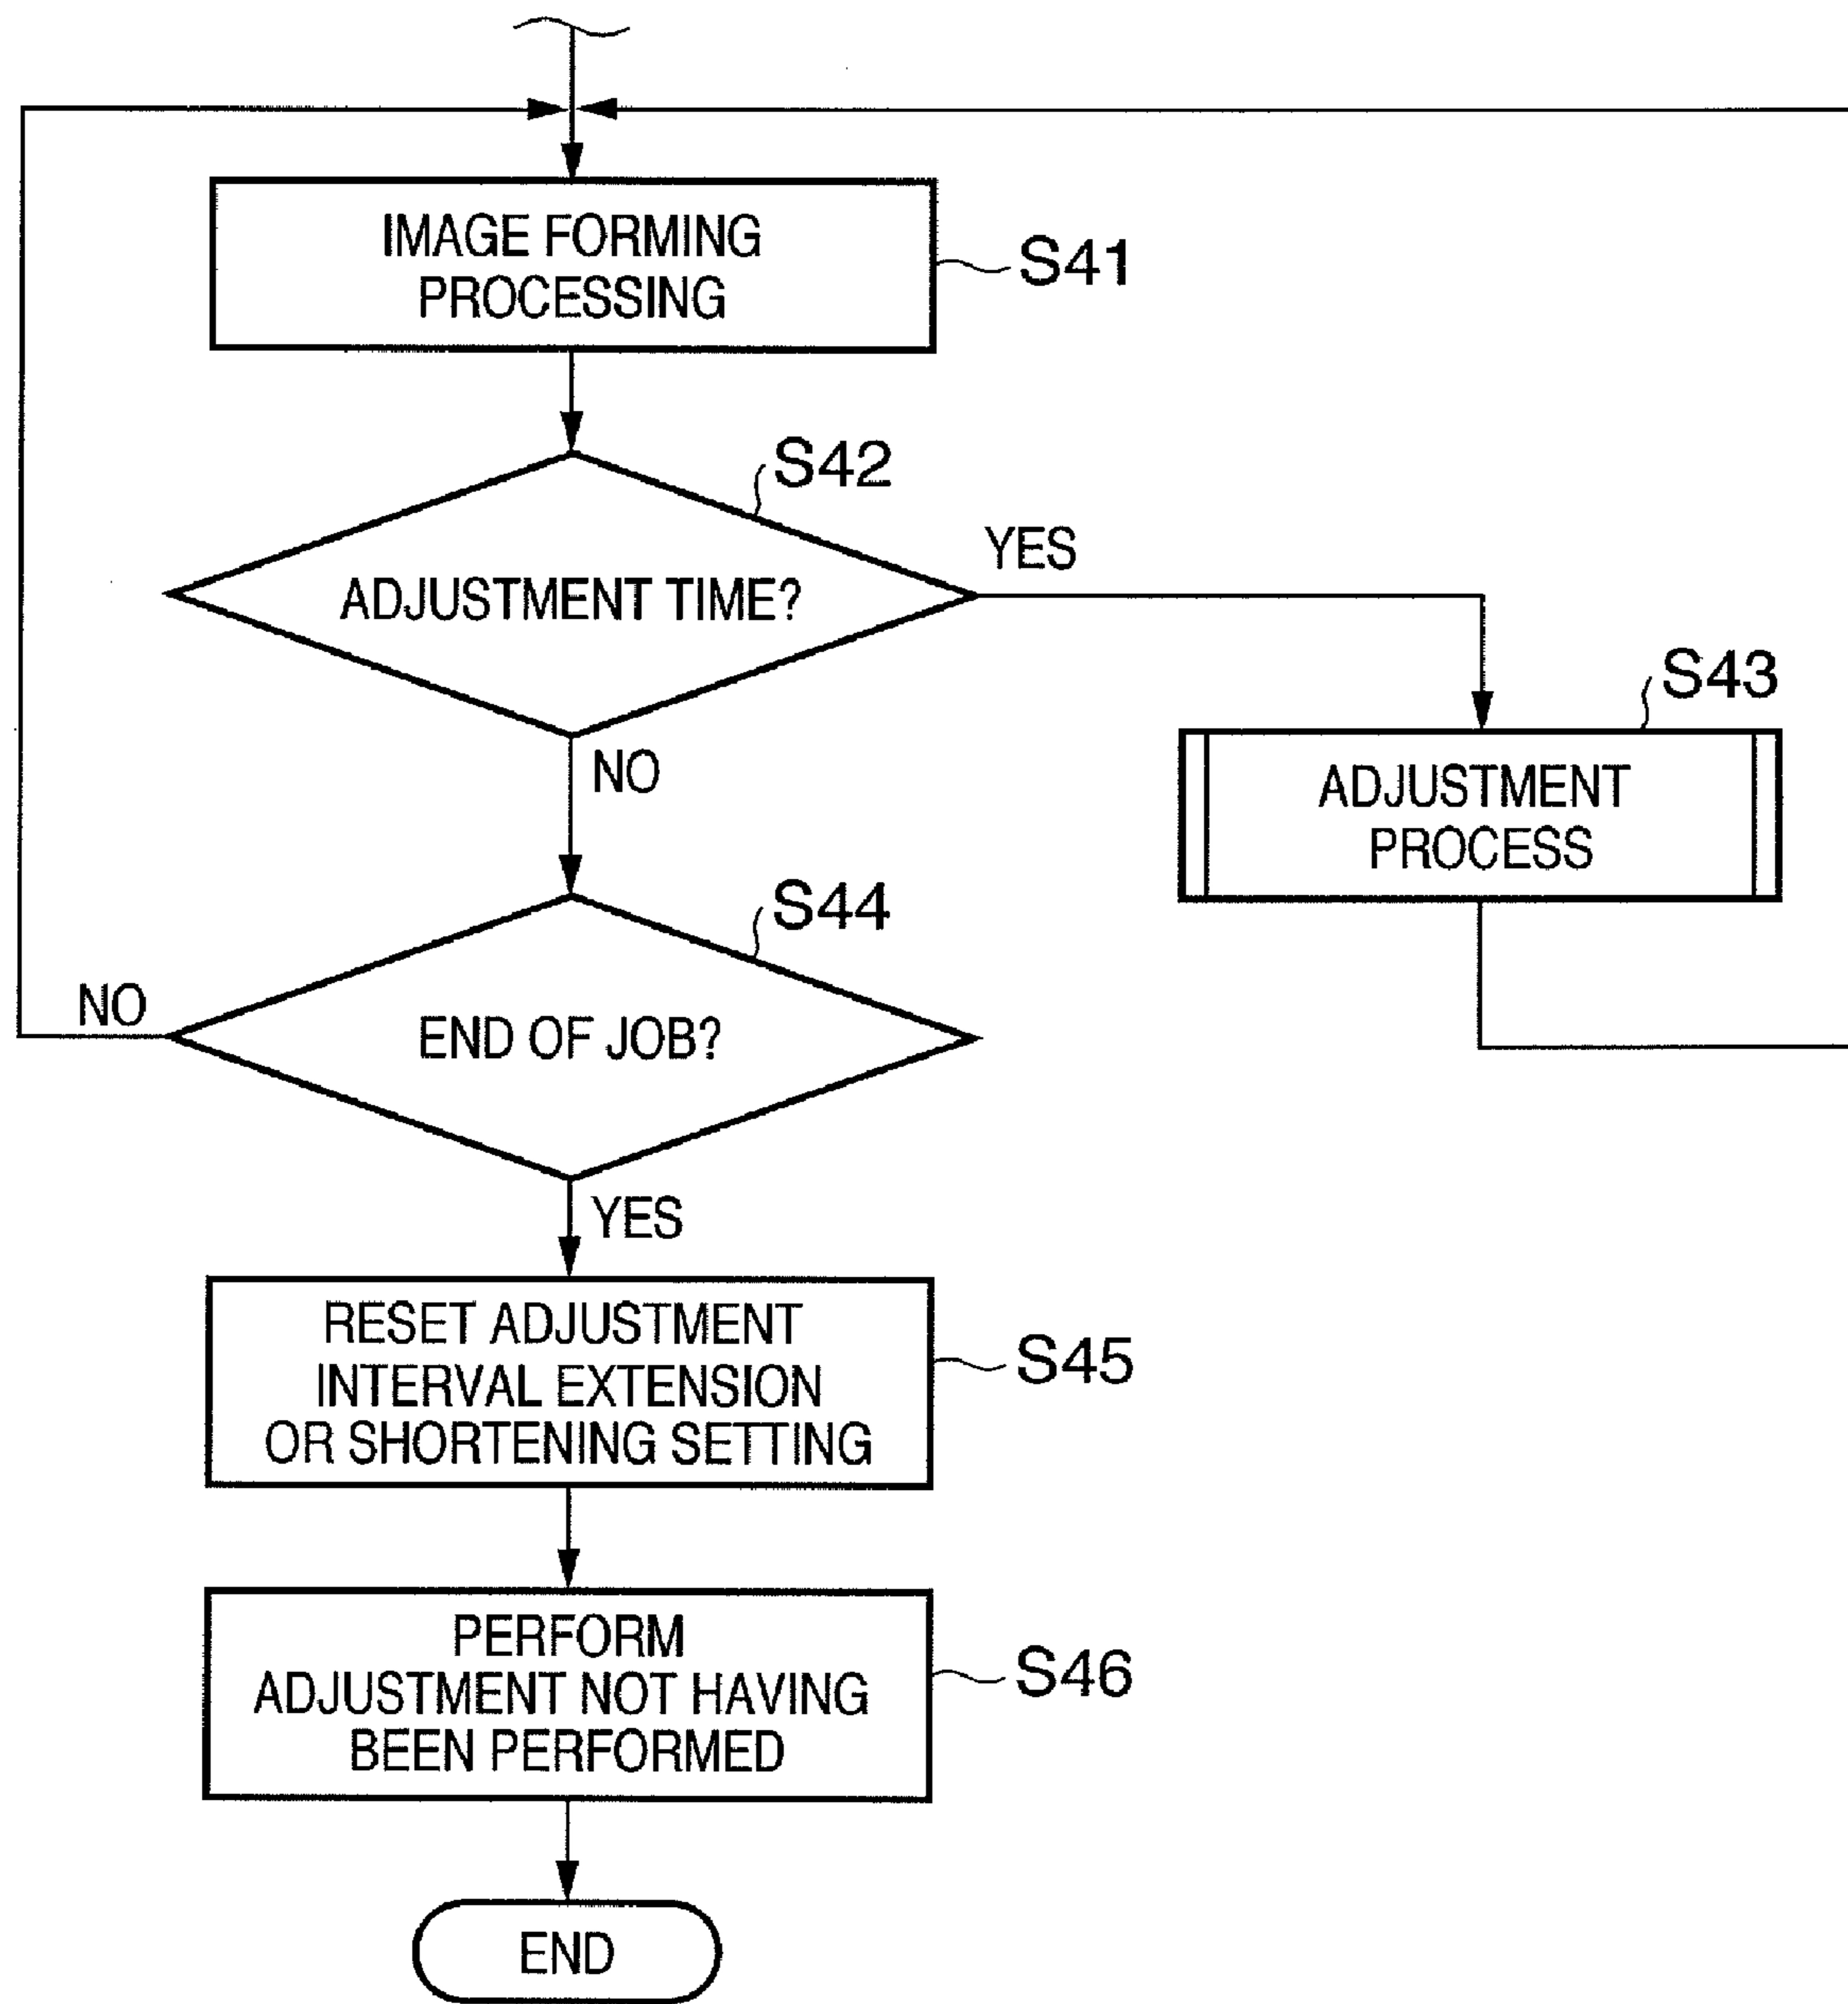 IMAGE FORMING
PROCESSING
S41
S42
ADJUSTMENT TIME?
YES
NO
S43
ADJUSTMENT
PROCESS
S44
END OF JOB?
NO
YES
RESET ADJUSTMENT
INTERVAL EXTENSION
OR SHORTENING SETTING
S45
PERFORM
ADJUSTMENT NOT HAVING
BEEN PERFORMED
S46
END